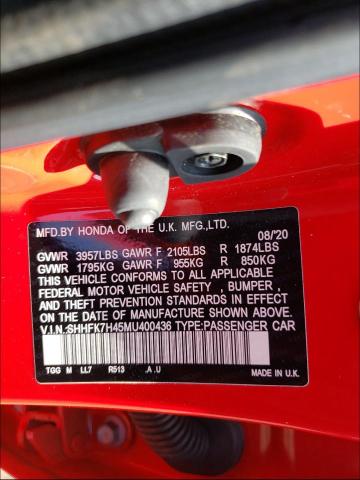 MFD.BY HONDA OF THE U.K. MFG.,LTD.
08/'20
GVWR 3957LBS GAWR F 2105LBS R 1874LBS
GVWR 1795KG GAWR F 955KG R 850KG
THIS VEHICLE CONFORMS TO ALL APPLICABLE
FEDERAL MOTOR VEHICLE SAFETY , BUMPER ,
AND THEFT PREVENTION STANDARDS IN EFFECT
ON THE DATE OF MANUFACTURE SHOWN ABOVE.
V.I.N.:SHHFK7H45MU400436 TYPE:PASSENGER CAR
TGG M LL7 R513 .A .U
MADE IN U.K.